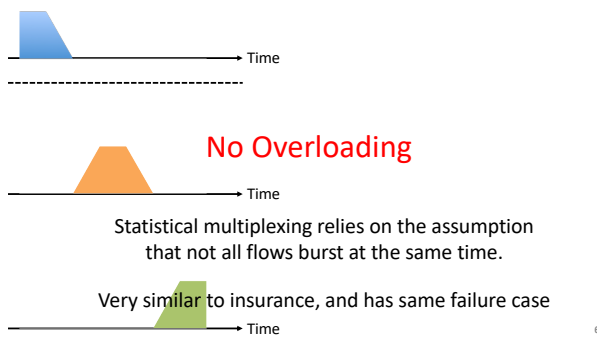 Time
No Overloading
Time
Statistical multiplexing relies on the assumption
that not all flows burst at the same time.
Very similar to insurance, and has same failure case
Time